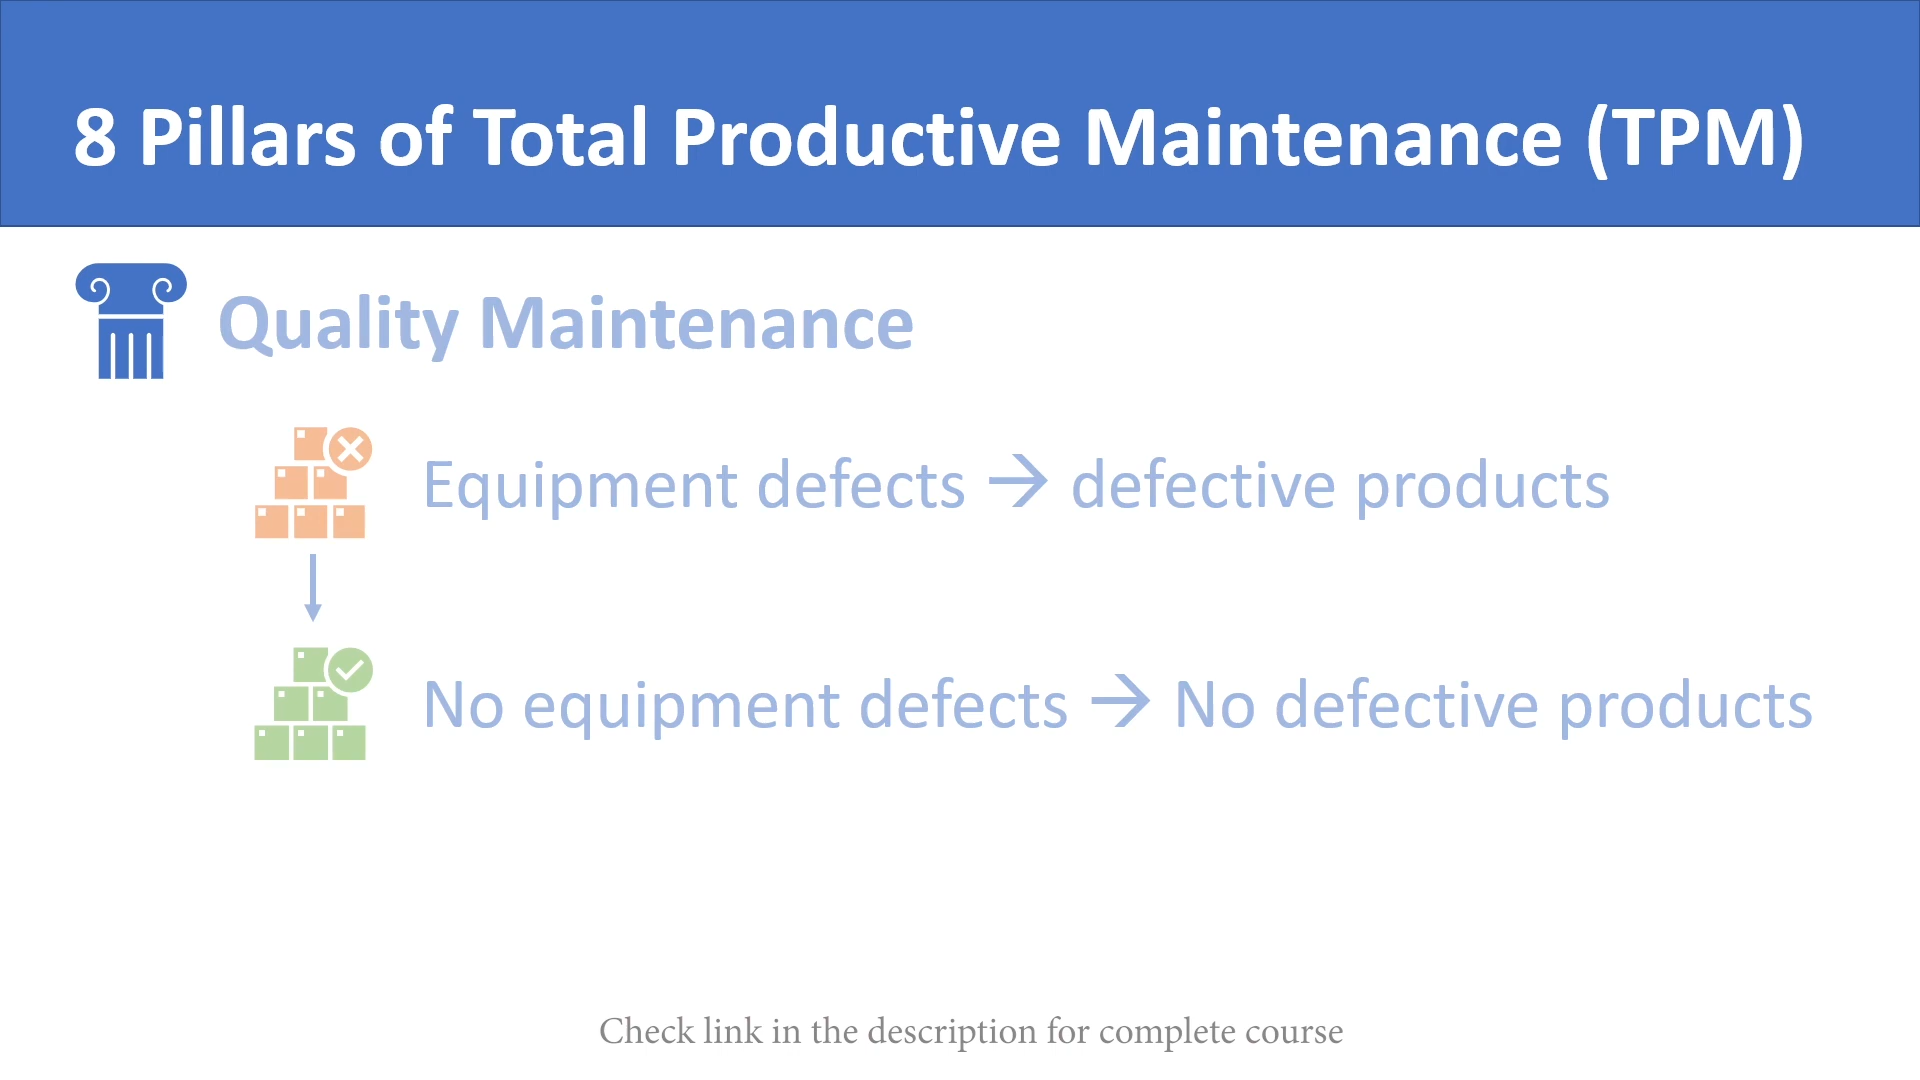 8 Pillars of Total Productive Maintenance (TPM)
Quality Maintenance
Equipment defects → defective products
No equipment defects → No defective products
Check link in the description for complete course